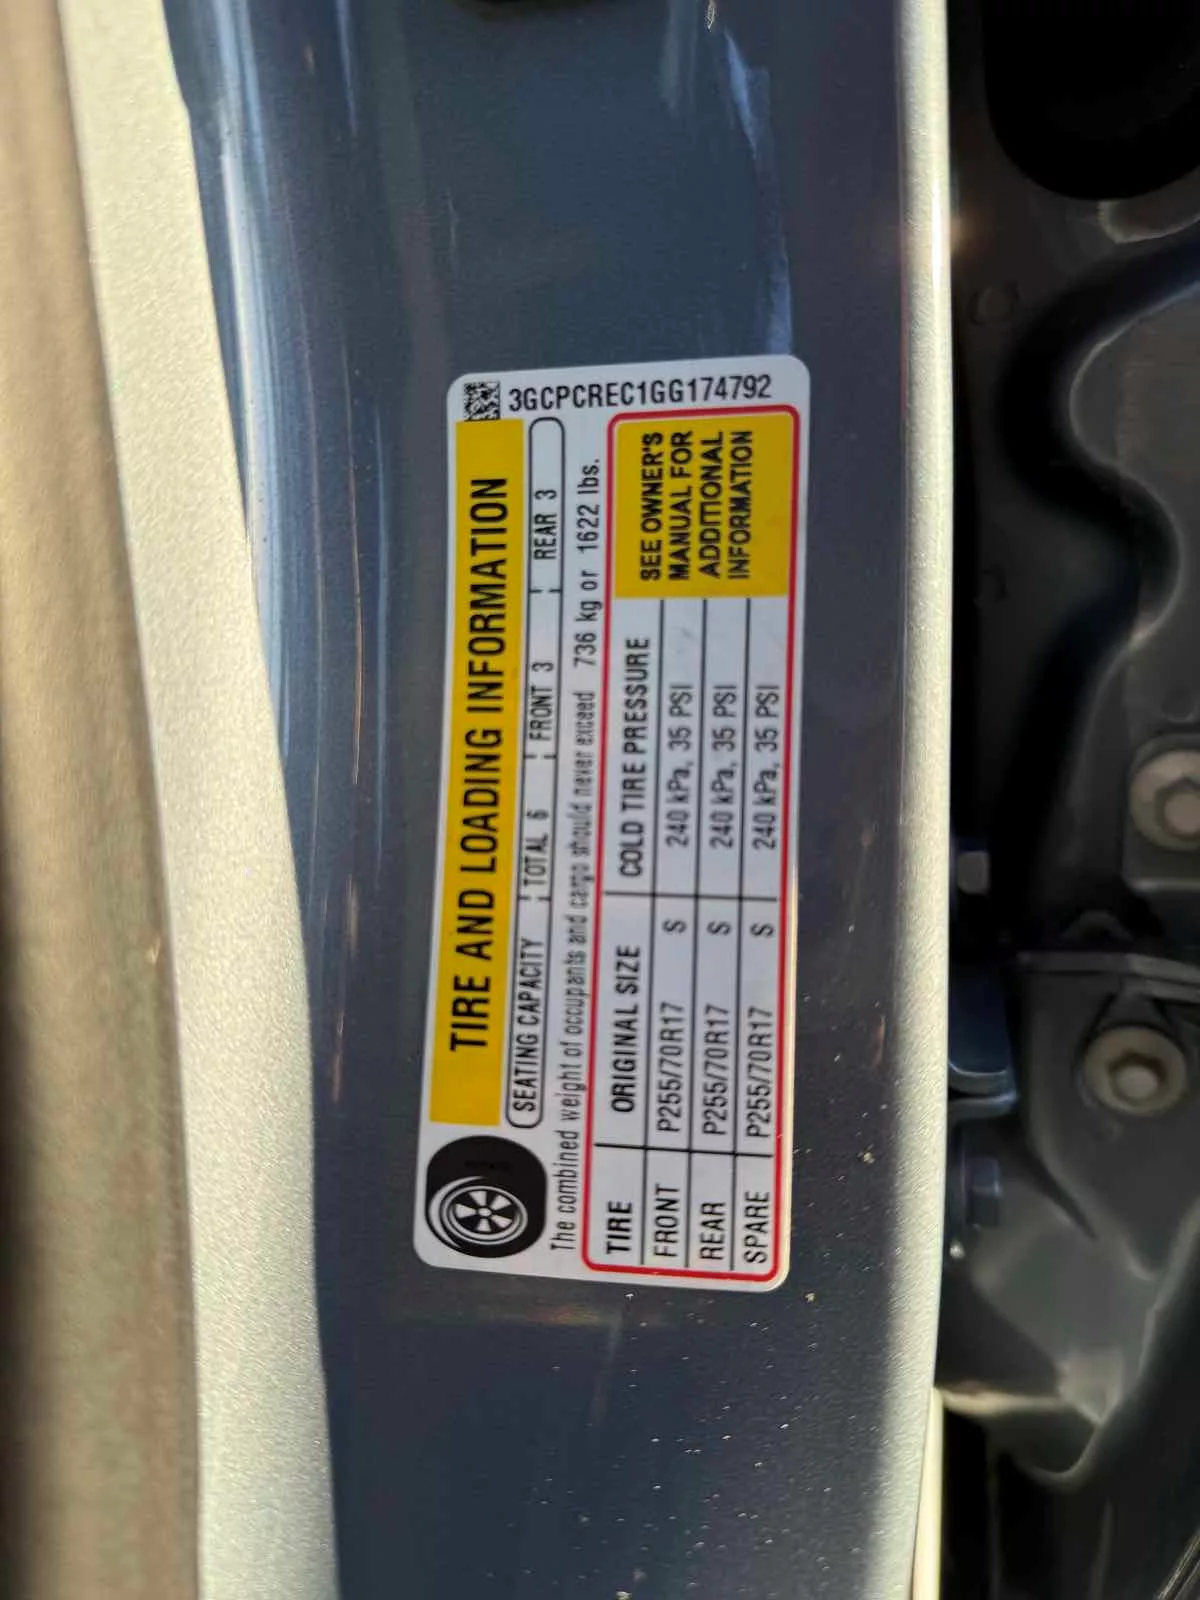 3GCPCREC1GG174792
TIRE AND LOADING INFORMATION
SEATING CAPACITY TOTAL 6 FRONT 3 REAR 3
The combined weight of occupants and cargo should never exceed 736 kg or 1622 lbs.
TIRE ORIGINAL SIZE COLD TIRE PRESSURE
FRONT P255/70R17 S 240 kPa, 35 PSI
REAR P255/70R17 S 240 kPa, 35 PSI
SPARE P255/70R17 S 240 kPa, 35 PSI
SEE OWNER'S
MANUAL FOR
ADDITIONAL
INFORMATION